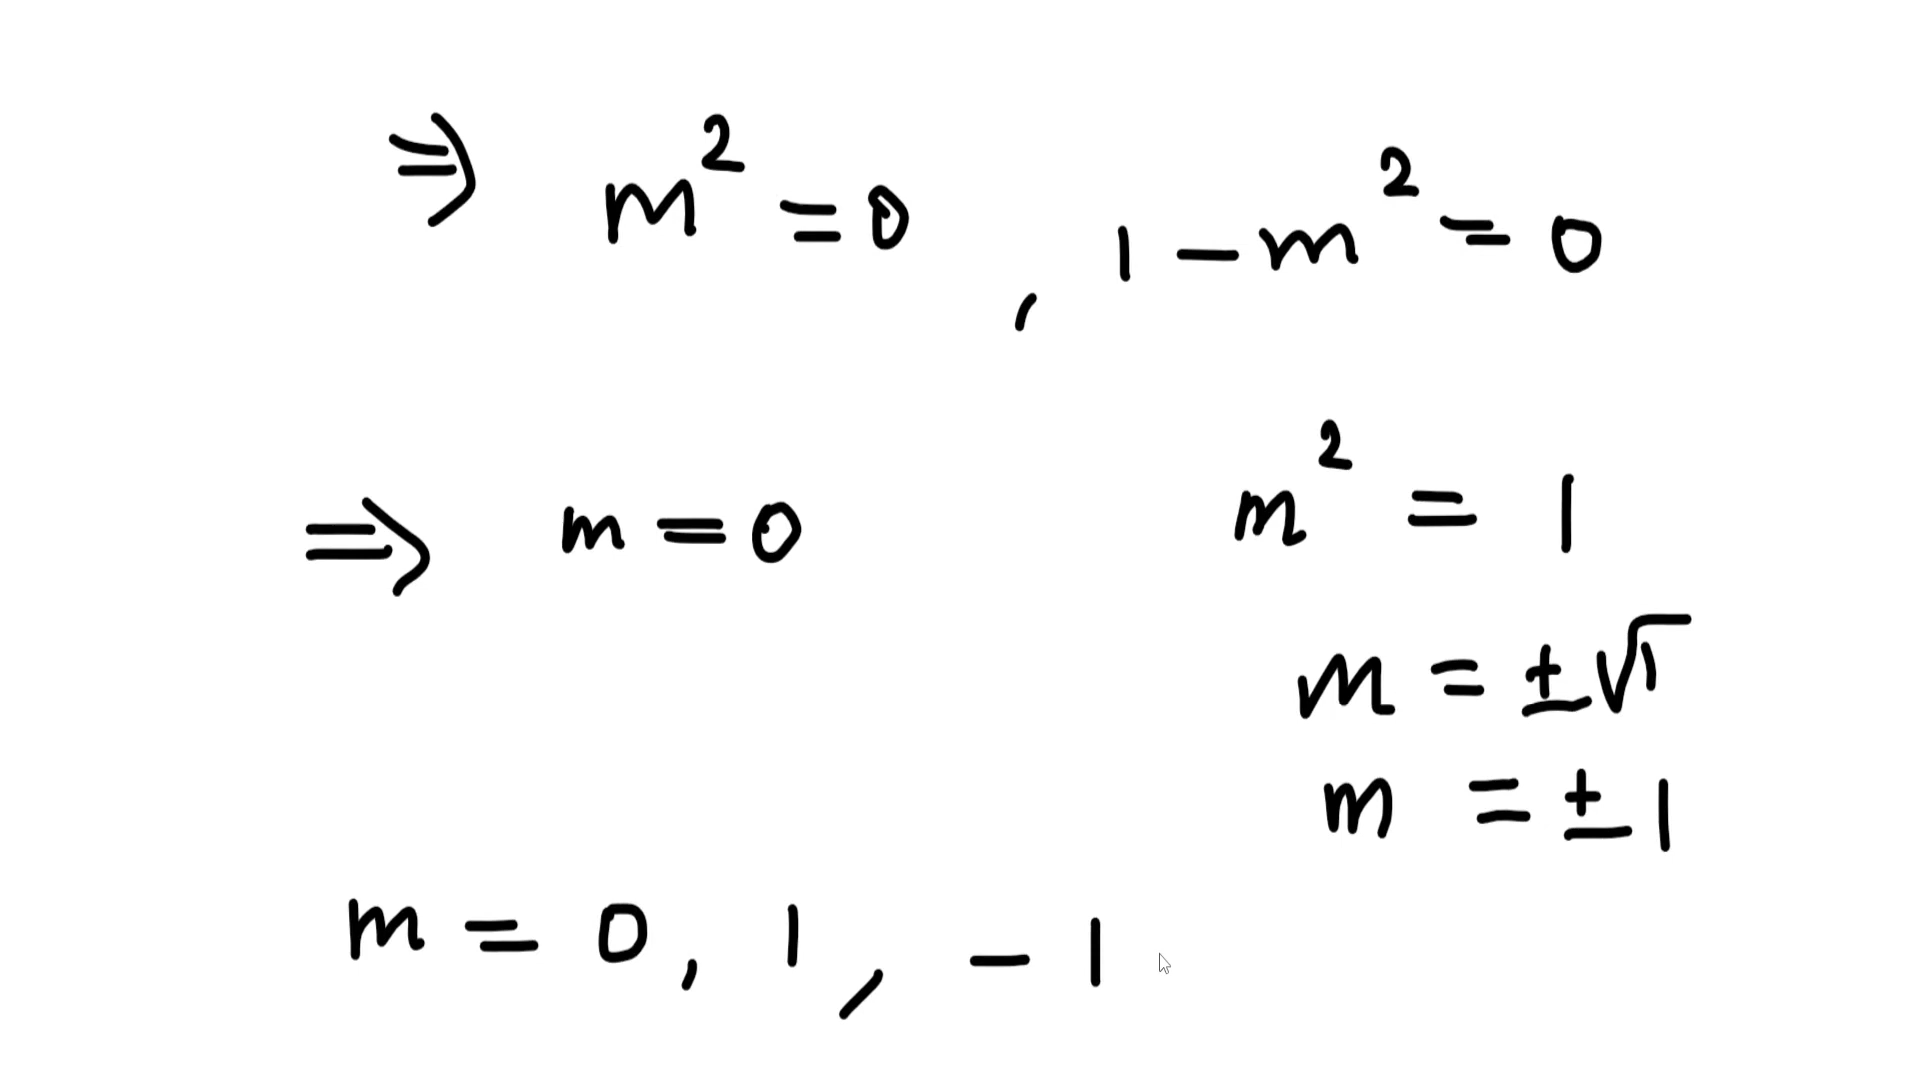 ⇒ m² = 0 , 1 − m² = 0
⇒ m = 0 m² = 1
m = ±√1
m = ±1
m = 0, 1, −1